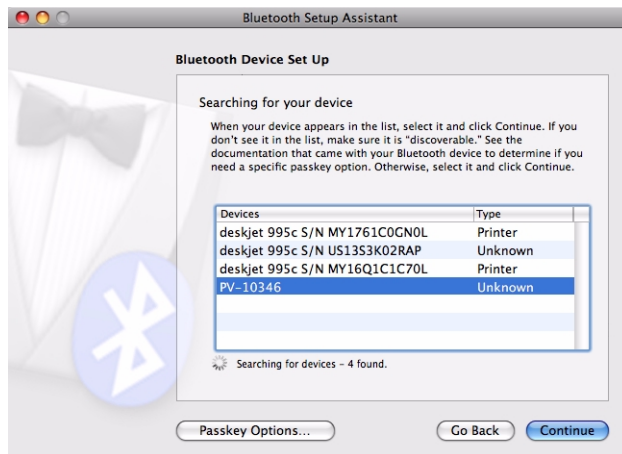 Bluetooth Setup Assistant
Bluetooth Device Set Up
Searching for your device
When your device appears in the list, select it and click Continue. If you
don't see it in the list, make sure it is "discoverable." See the
documentation that came with your Bluetooth device to determine if you
need a specific passkey option. Otherwise, select it and click Continue.
Devices Type
deskjet 995c S/N MY1761C0GN0L Printer
deskjet 995c S/N US13S3K02RAP Unknown
deskjet 995c S/N MY16Q1C1C70L Printer
PV-10346 Unknown
Searching for devices – 4 found.
Passkey Options... Go Back Continue